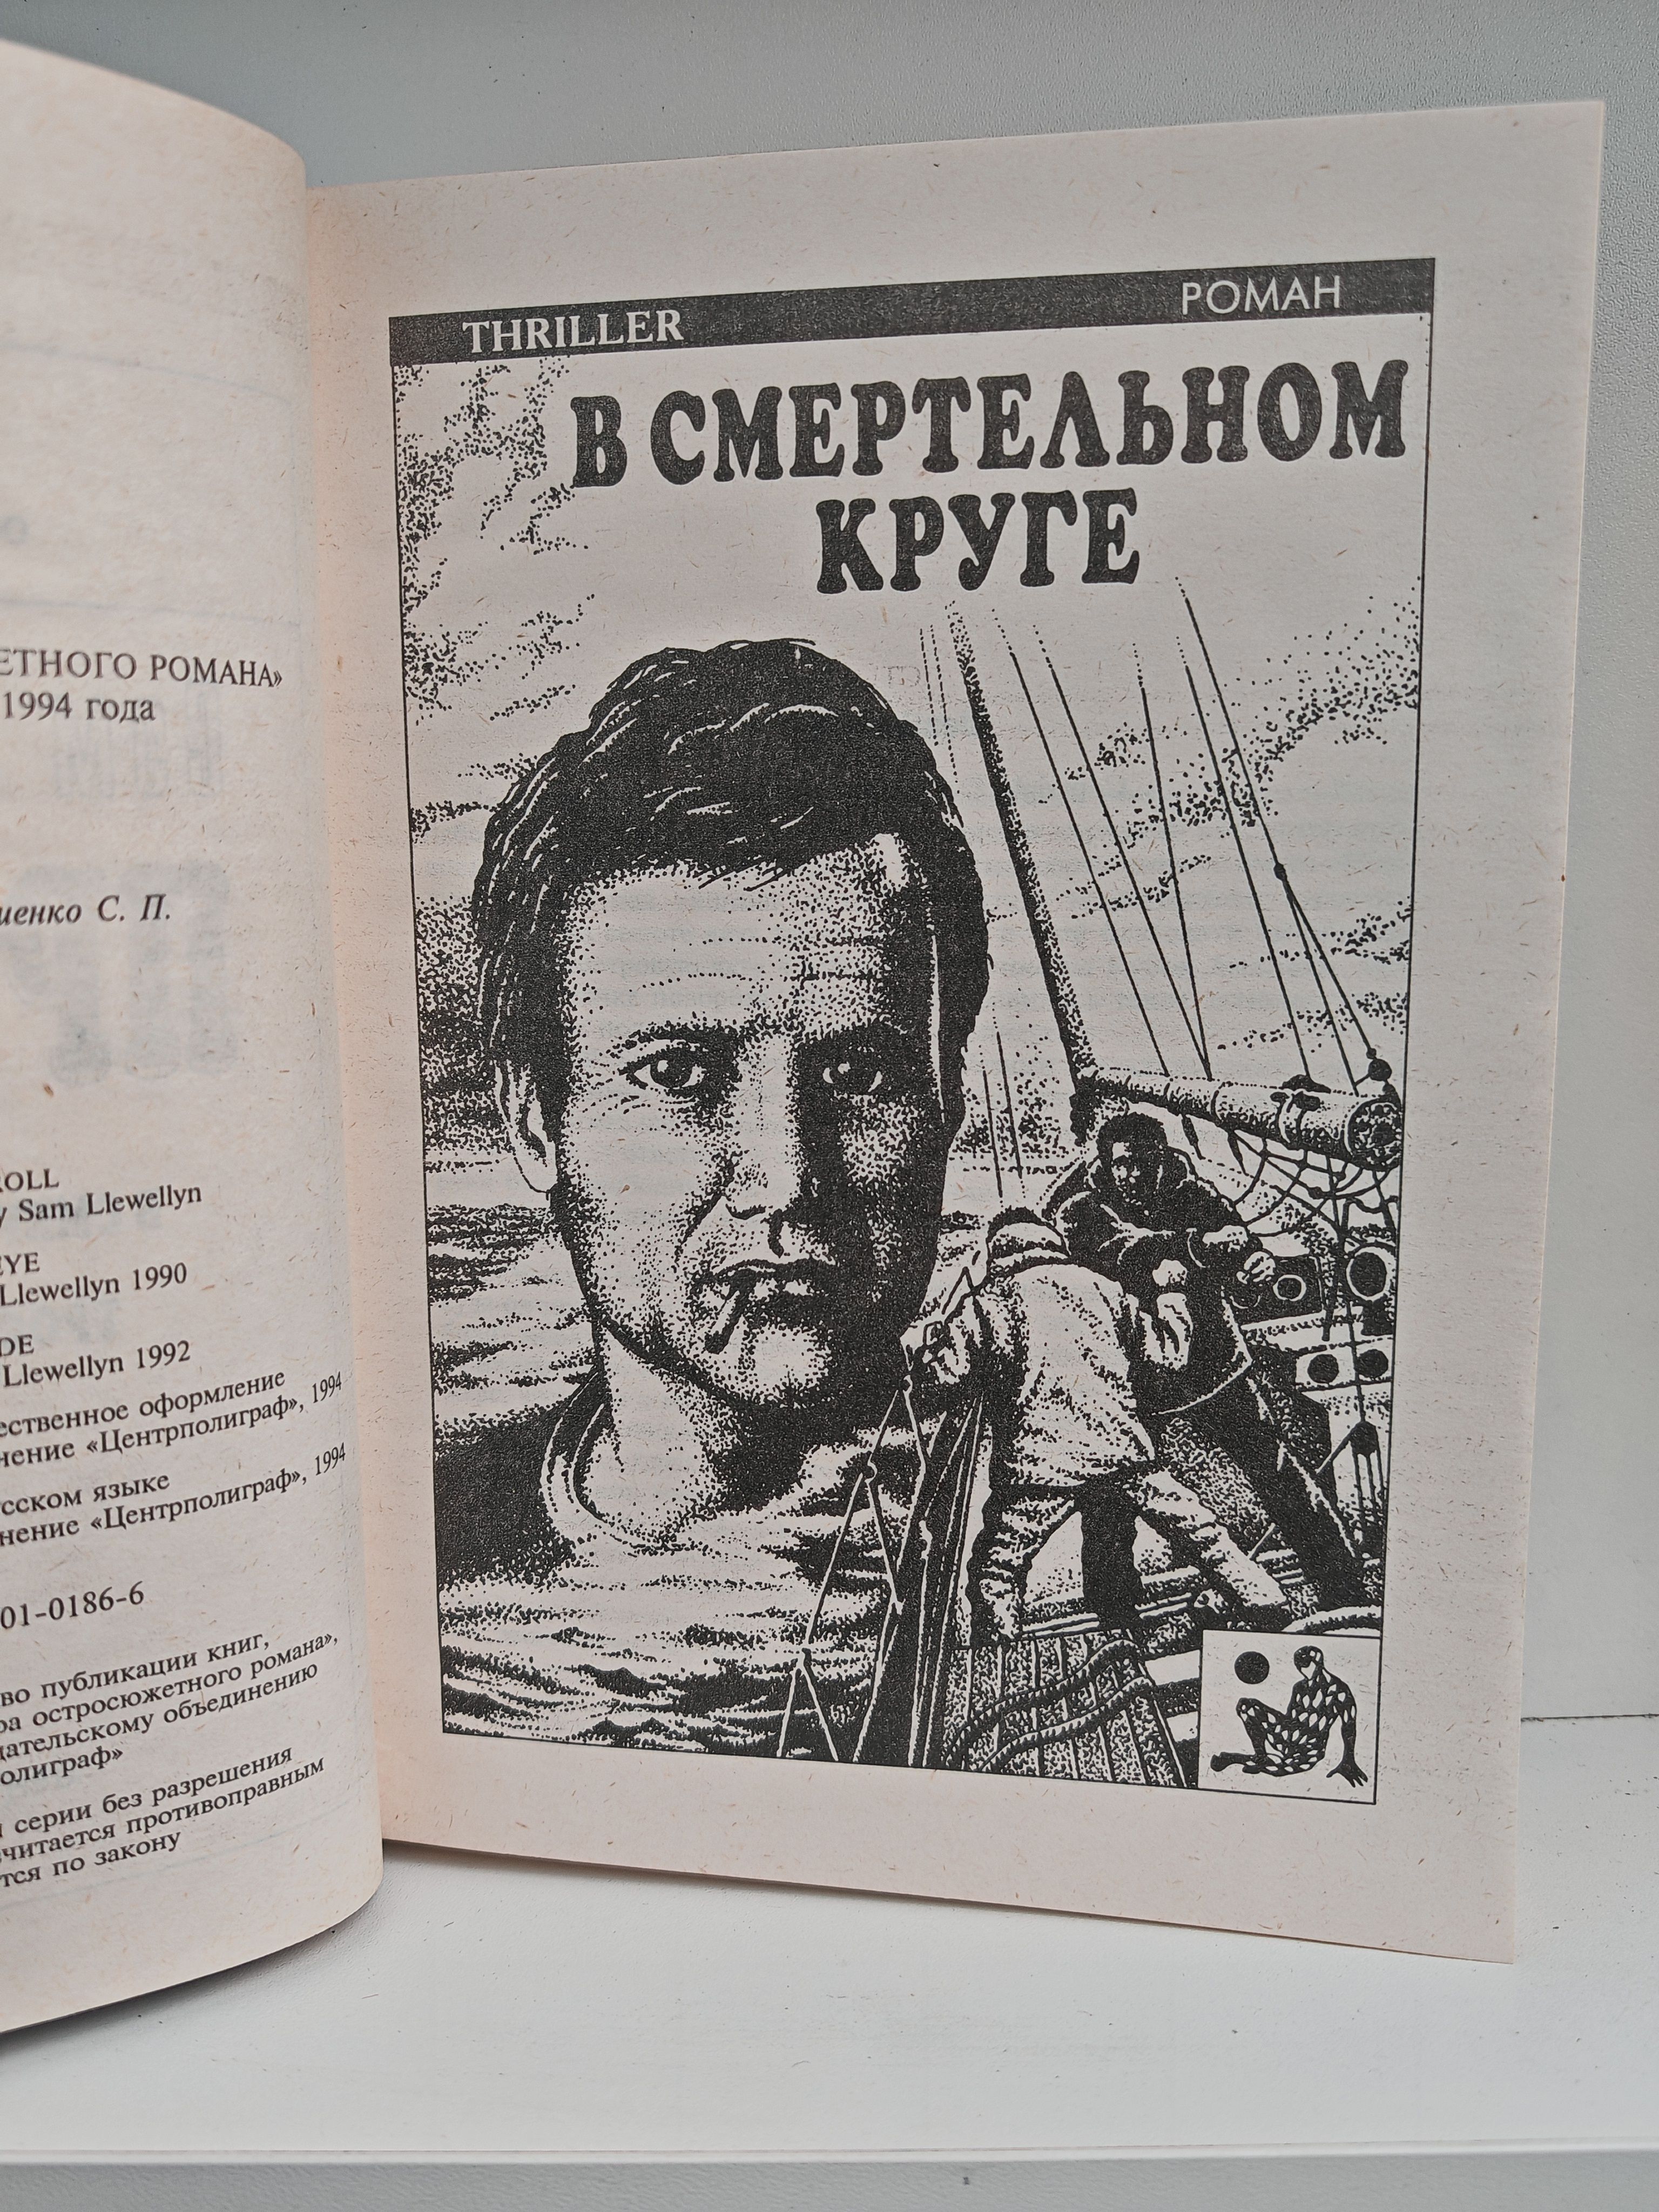 ЕТНОГО РОМАНА»
1994 года
С. П.
ROLL
y Sam Llewellyn
EYE
Llewellyn 1990
DE
Llewellyn 1992
ественное оформление
нение «Центрполиграф», 1994
сском языке
нение «Центрполиграф», 1994
01-0186-6
во публикации книг,
ра остросюжетного романа»,
дательскому объединению
олиграф»
и серии без разрешения
считается противоправным
тся по закону
THRILLER
РОМАН
В СМЕРТЕЛЬНОМ
КРУГЕ